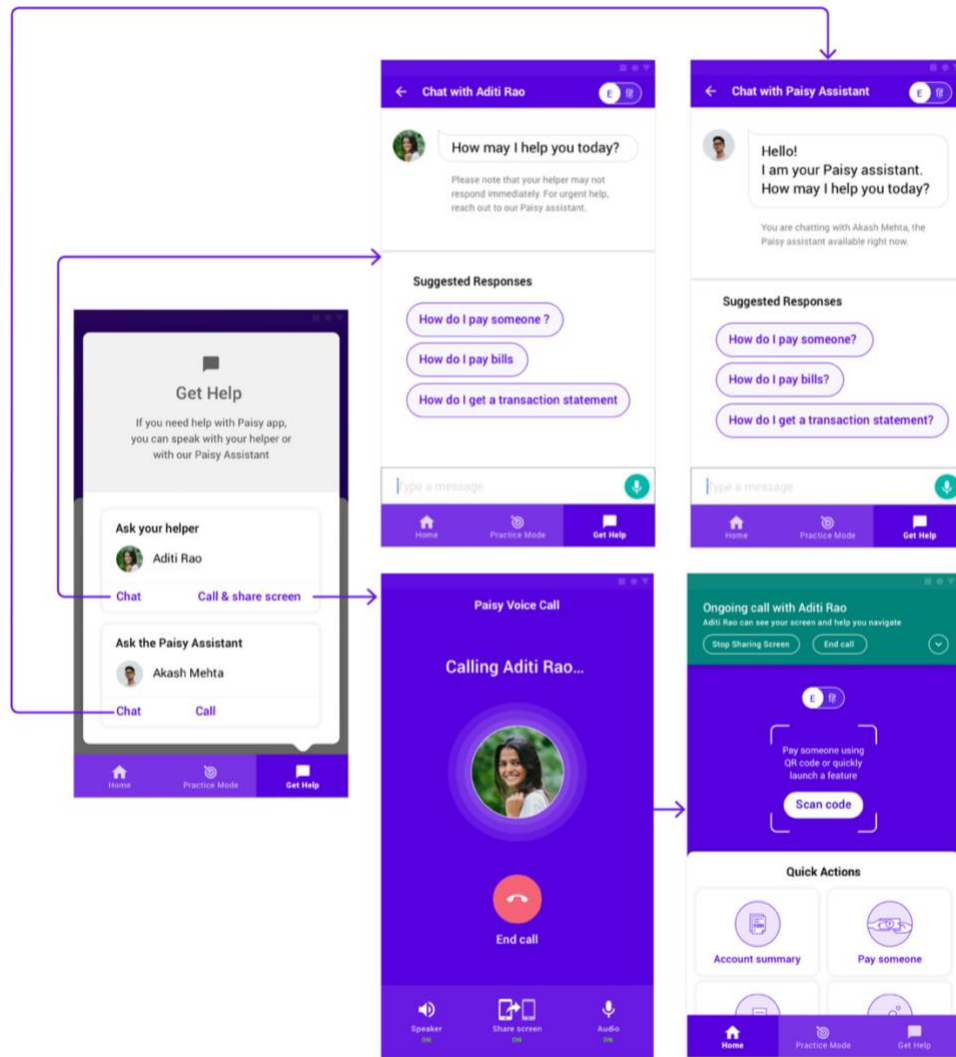 Chat with Aditi Rao
E हिं
How may I help you today?
Please note that your helper may not
respond immediately. For urgent help,
reach out to our Paisy assistant.
Suggested Responses
How do I pay someone ?
How do I pay bills
How do I get a transaction statement
Type a message
Home
Practice Mode
Get Help
Chat with Paisy Assistant
E हिं
Hello!
I am your Paisy assistant.
How may I help you today?
You are chatting with Akash Mehta, the
Paisy assistant available right now.
Suggested Responses
How do I pay someone?
How do I pay bills?
How do I get a transaction statement?
Type a message
Home
Practice Mode
Get Help
Get Help
If you need help with Paisy app,
you can speak with your helper or
with our Paisy Assistant
Ask your helper
Aditi Rao
Chat
Call & share screen
Ask the Paisy Assistant
Akash Mehta
Chat
Call
Home
Practice Mode
Get Help
Paisy Voice Call
Calling Aditi Rao...
End call
Speaker
ON
Share screen
ON
Audio
ON
Ongoing call with Aditi Rao
Aditi Rao can see your screen and help you navigate
Stop Sharing Screen
End call
E हिं
Pay someone using
QR code or quickly
launch a feature
Scan code
Quick Actions
Account summary
Pay someone
Home
Practice Mode
Get Help